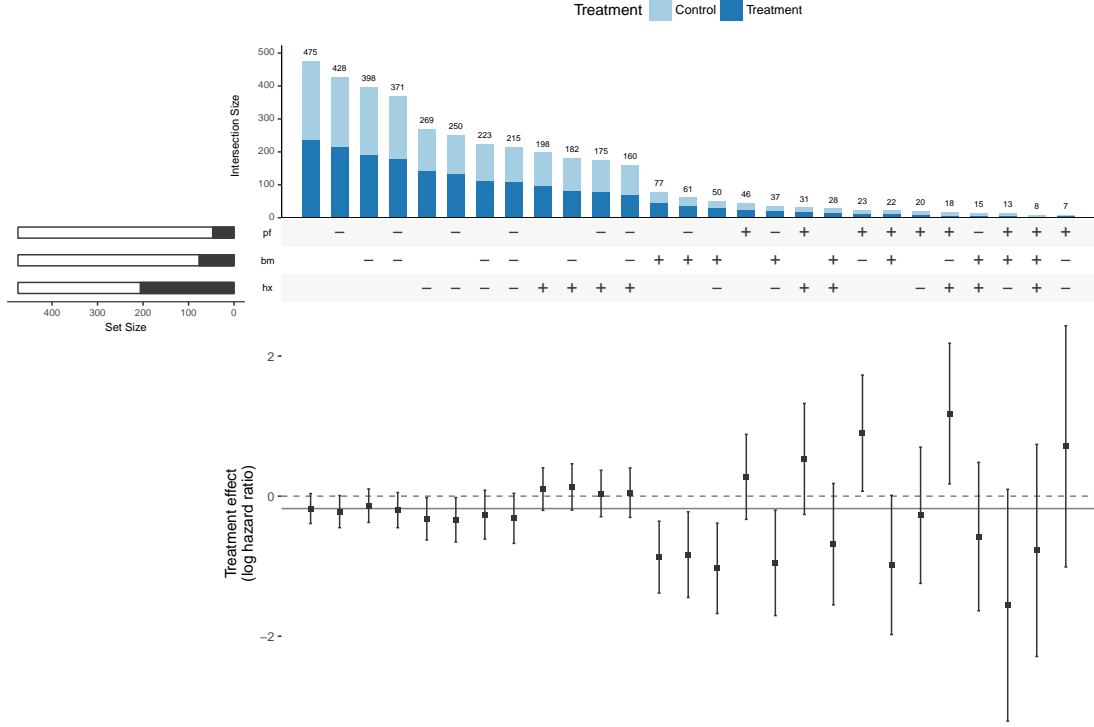 Treatment Control Treatment
500
400
300
200
100
0
Intersection Size
475 428 398 371 269 250 223 215 198 182 175 160 77 61 50 46 37 31 28 23 22 20 18 15 13 8 7
pf − − − − − − + + + + + + + + +
bm − − − − − − + + + + + − + + + + −
hx − − − − + + + + − − + + − + + − + −
400 300 200 100 0
Set Size
2
0
−2
Treatment effect
(log hazard ratio)